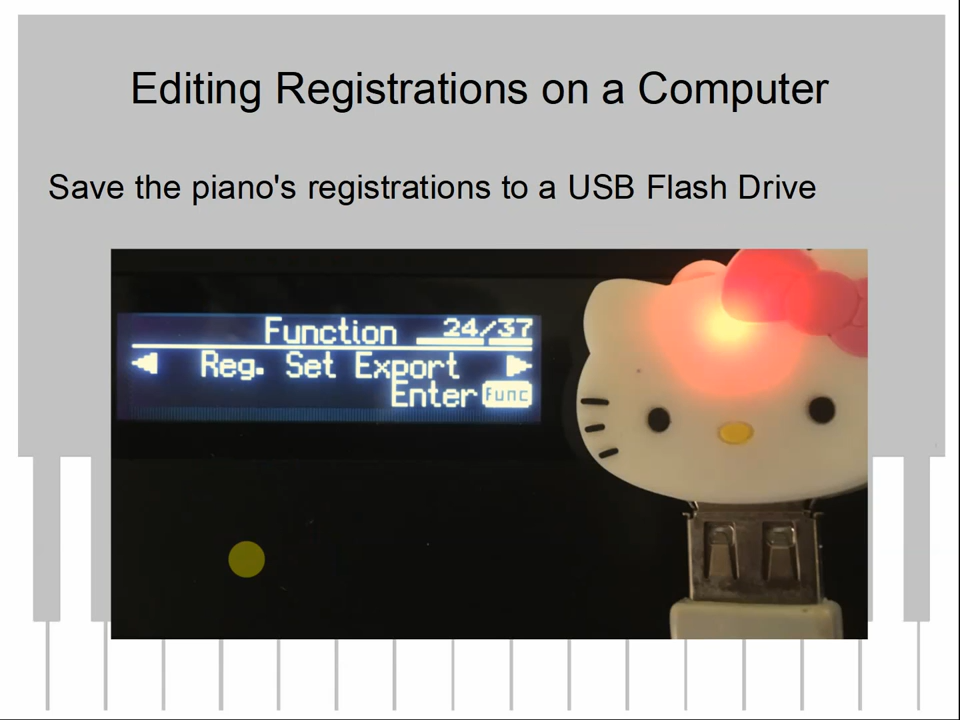 Editing Registrations on a Computer
Save the piano's registrations to a USB Flash Drive
Function 24/37
Reg. Set Export
Enter Func